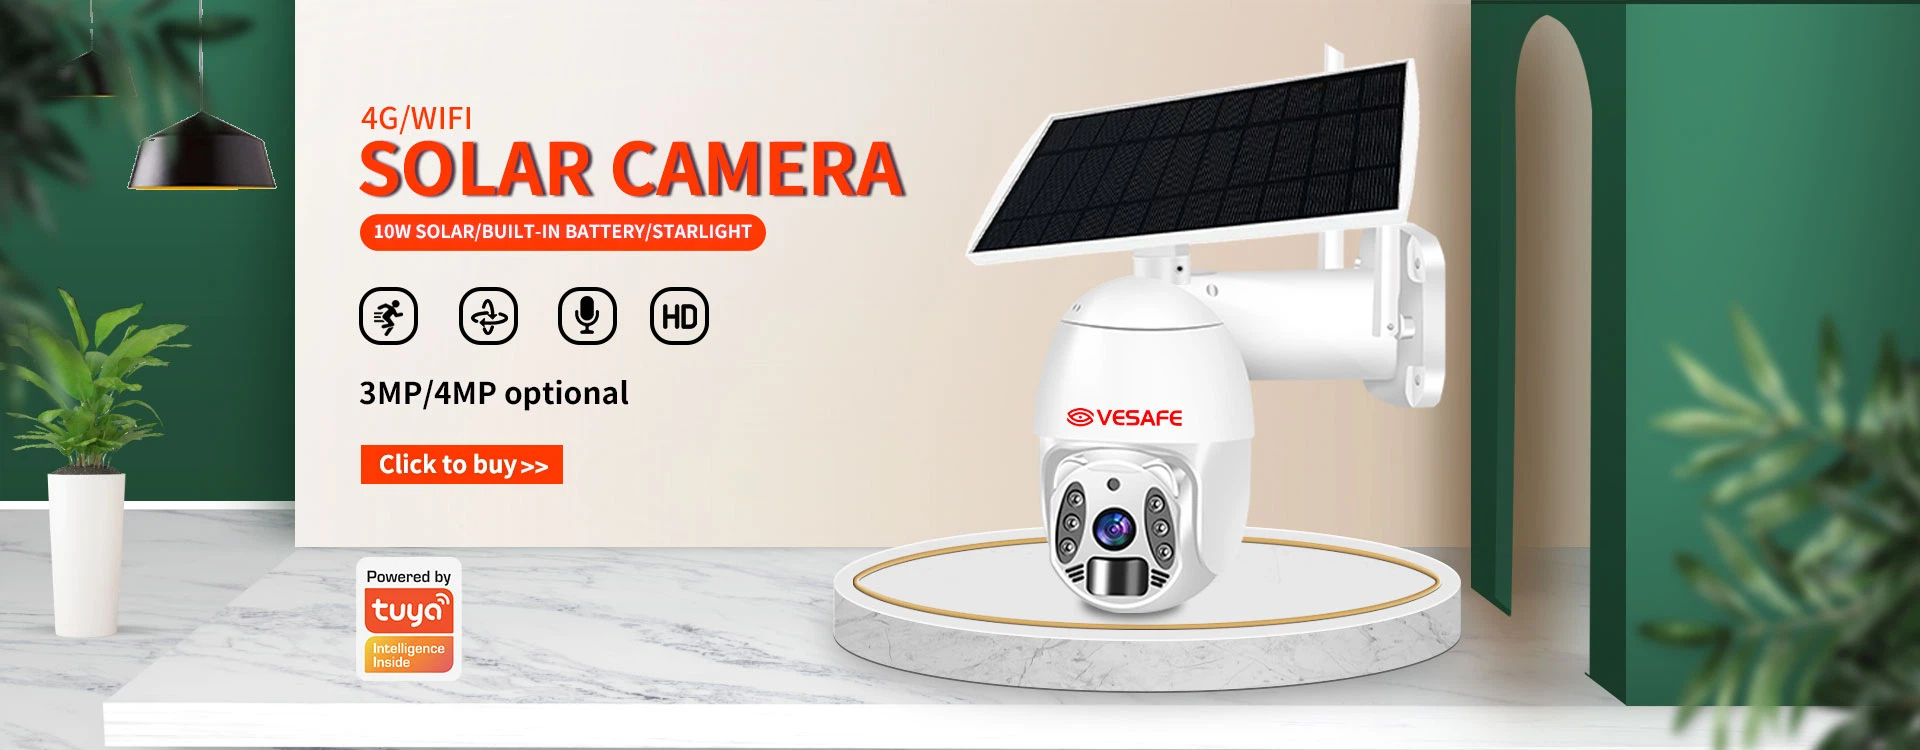 4G/WIFI
SOLAR CAMERA
10W SOLAR/BUILT-IN BATTERY/STARLIGHT
HD
3MP/4MP optional
Click to buy>>
VESAFE
Powered by
tuya
Intelligence
Inside